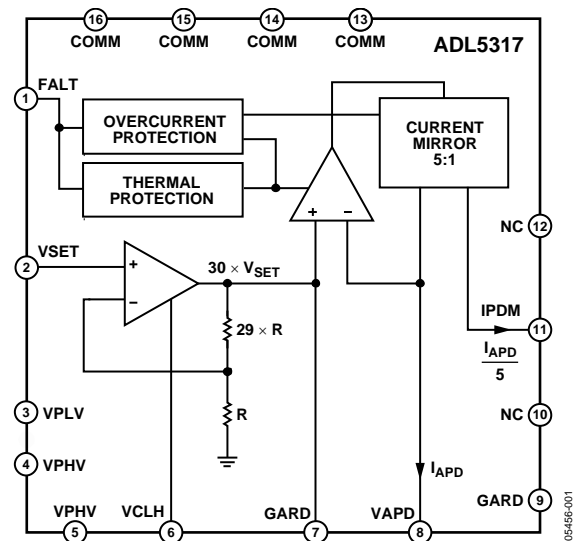 16 15 14 13
COMM COMM COMM COMM
ADL5317
FALT
1
OVERCURRENT
PROTECTION
CURRENT
MIRROR
5:1
THERMAL
PROTECTION
+ −
NC
12
VSET
2
+
−
30 × VSET
29 × R
IPDM
11
IAPD
5
R
VPLV
3
NC
10
VPHV
4
IAPD
GARD
9
VPHV VCLH GARD VAPD
5 6 7 8
05456-001